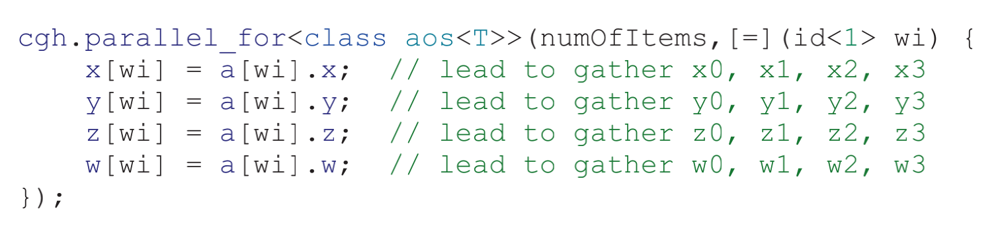 cgh.parallel_for<class aos<T>>(numOfItems,[=](id<1> wi) {
    x[wi] = a[wi].x;  // lead to gather x0, x1, x2, x3
    y[wi] = a[wi].y;  // lead to gather y0, y1, y2, y3
    z[wi] = a[wi].z;  // lead to gather z0, z1, z2, z3
    w[wi] = a[wi].w;  // lead to gather w0, w1, w2, w3
});